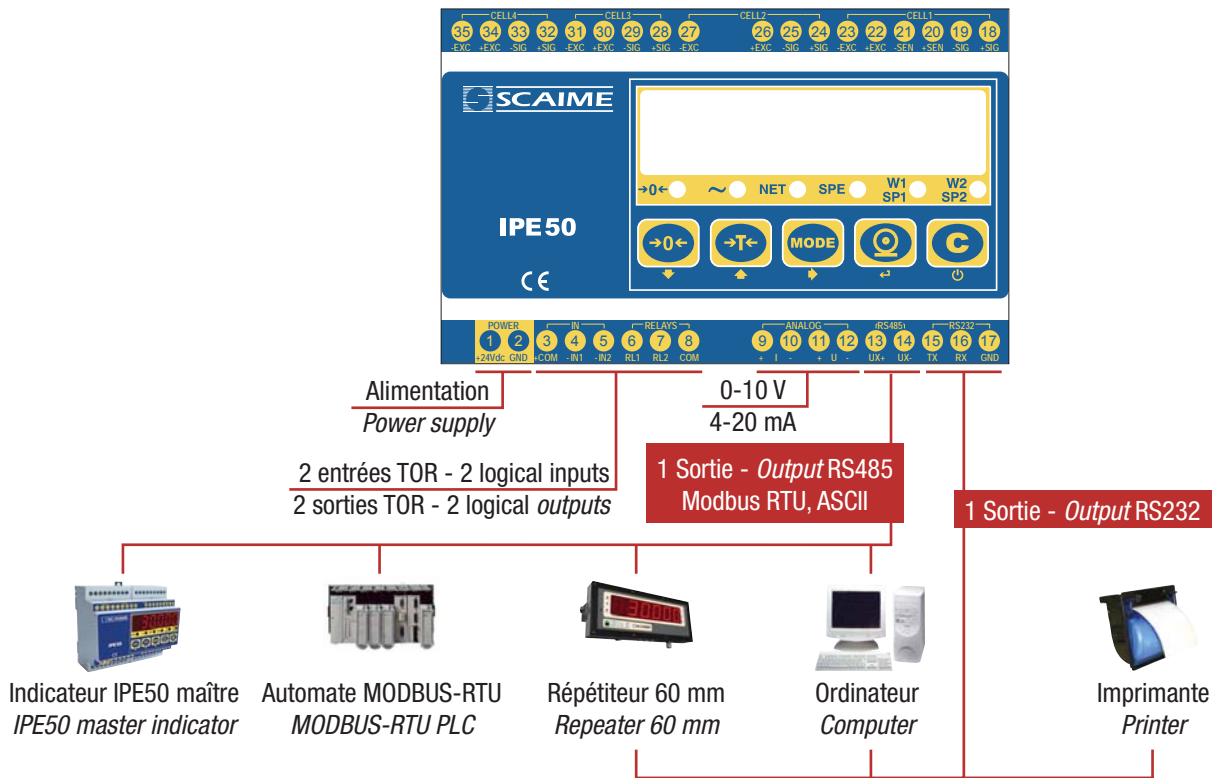 CELL4 CELL3 CELL2 CELL1
35 34 33 32 31 30 29 28 27 26 25 24 23 22 21 20 19 18
-EXC +EXC -SIG +SIG -EXC +EXC -SIG +SIG -EXC +EXC -SIG +SIG -EXC +EXC -SEN +SEN -SIG +SIG
SCAIME
→0← ~ NET SPE W1 W2
SP1 SP2
IPE50
→0← →T← MODE C
CE
POWER IN RELAYS ANALOG RS485 RS232
1 2 3 4 5 6 7 8 9 10 11 12 13 14 15 16 17
+24Vdc GND +COM -IN1 -IN2 RL1 RL2 COM + I - + U - UX+ UX- TX RX GND
Alimentation
Power supply
0-10 V
4-20 mA
2 entrées TOR - 2 logical inputs
2 sorties TOR - 2 logical outputs
1 Sortie - Output RS485
Modbus RTU, ASCII
1 Sortie - Output RS232
SCAIME
IPE50
Indicateur IPE50 maître
IPE50 master indicator
Automate MODBUS-RTU
MODBUS-RTU PLC
Répétiteur 60 mm
Repeater 60 mm
Ordinateur
Computer
Imprimante
Printer